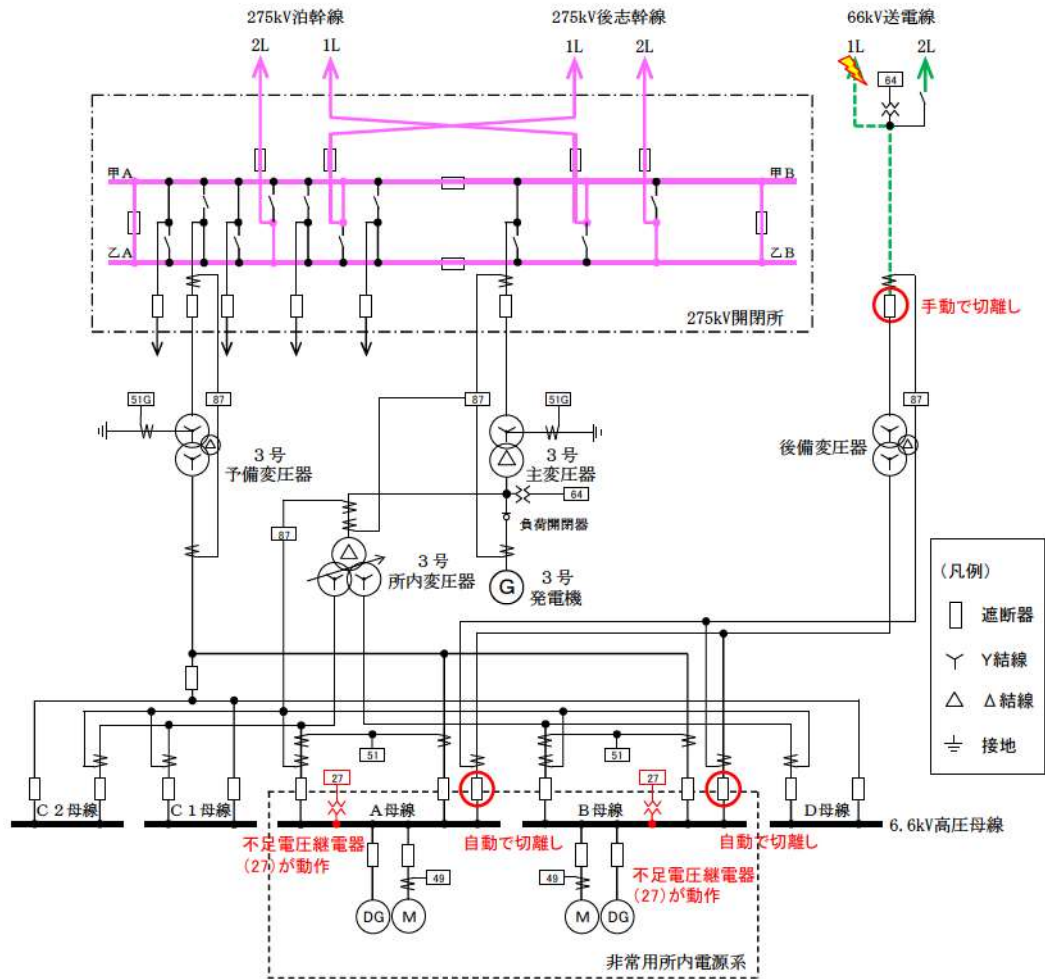 275kV泊幹線
275kV後志幹線
66kV送電線
2L
1L
1L
2L
1L
2L
64
甲A
甲B
乙A
乙B
275kV開閉所
手動で切離し
51G
87
87
51G
87
3号
予備変圧器
3号
主変圧器
後備変圧器
64
負荷開閉器
87
3号
所内変圧器
G
3号
発電機
(凡例)
遮断器
Y結線
Δ結線
接地
51
51
27
27
C2母線
C1母線
A母線
B母線
D母線
6.6kV高圧母線
不足電圧継電器
(27)が動作
自動で切離し
自動で切離し
不足電圧継電器
(27)が動作
49
49
DG
M
M
DG
非常用所内電源系